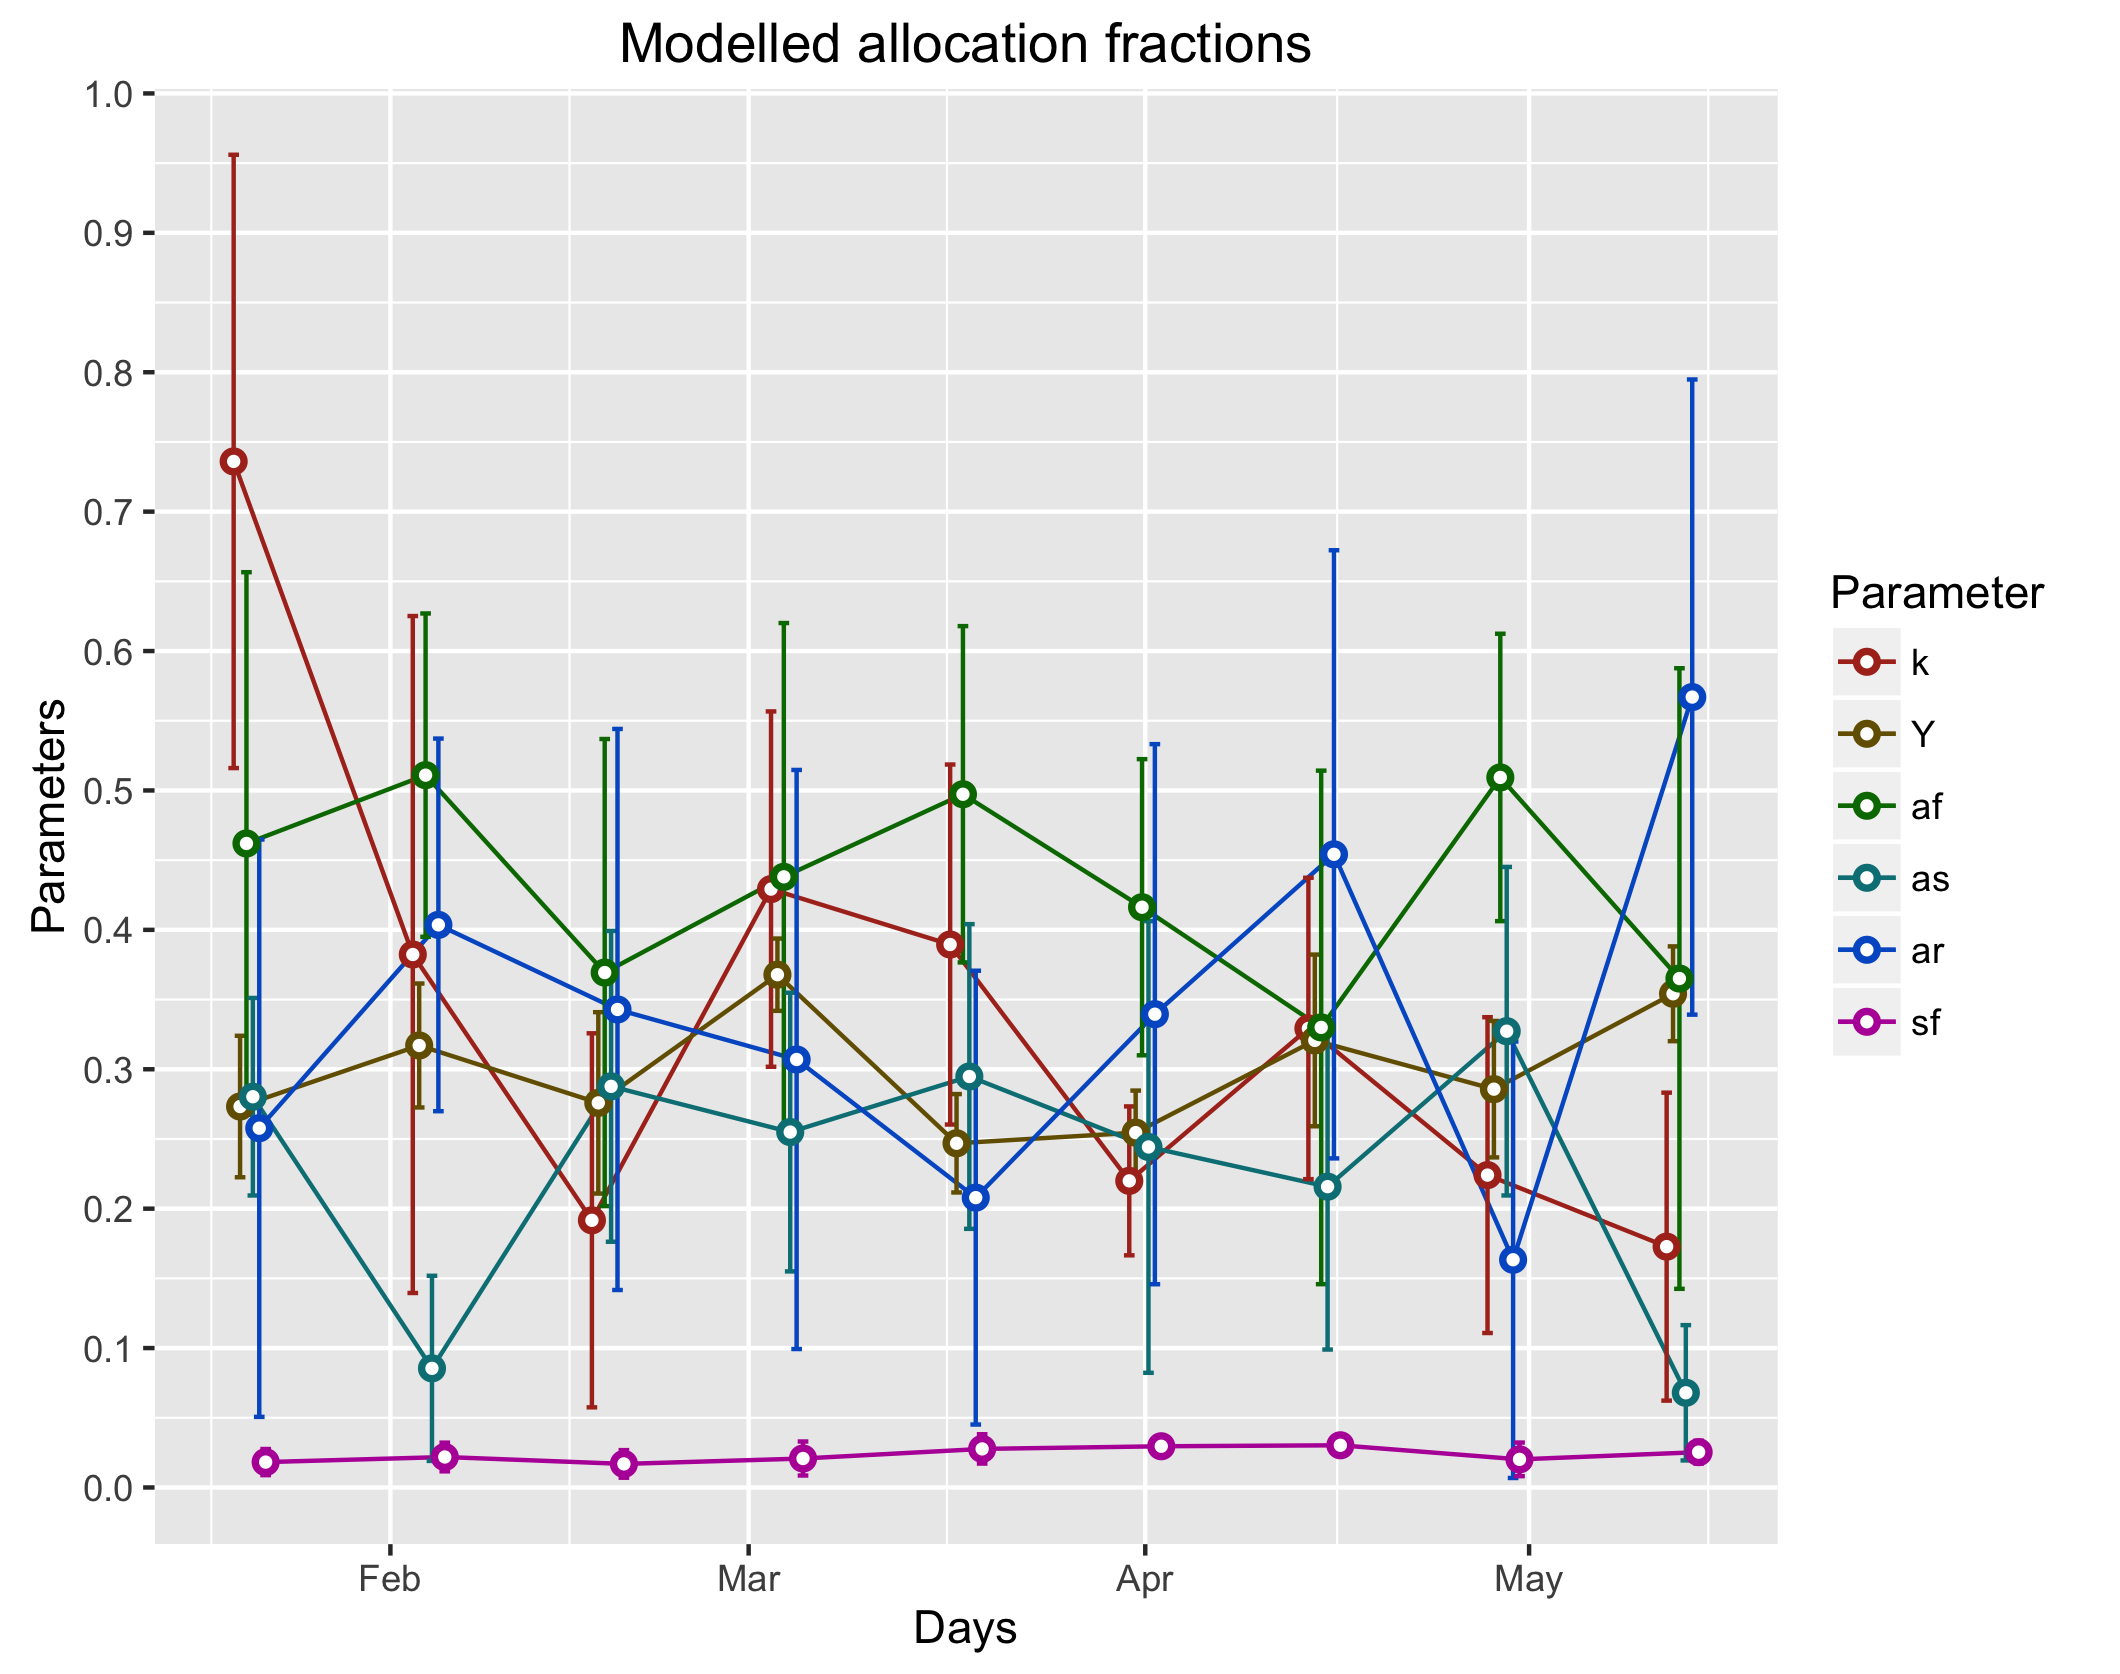 Modelled allocation fractions
1.0
0.9
0.8
0.7
0.6
0.5
0.4
0.3
0.2
0.1
0.0
Parameters
Feb Mar Apr May
Days
Parameter
k
Y
af
as
ar
sf